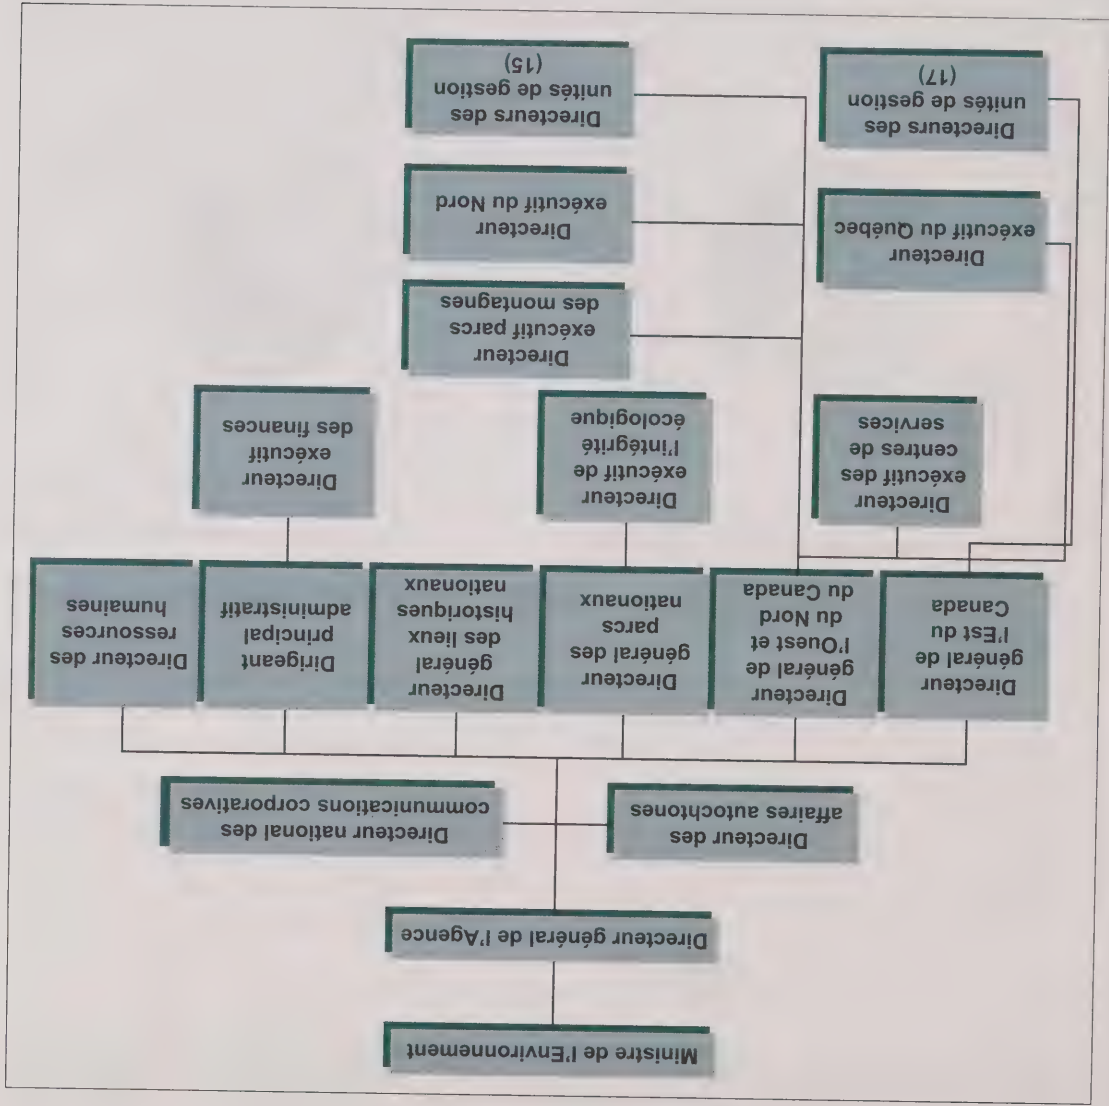 Ministre de l'Environnement
Directeur général de l'Agence
Directeur des
affaires autochtones
Directeur national des
communications corporatives
Directeur
général de
l'Est du
Canada
Directeur
général de
l'Ouest et
du Nord
du Canada
Directeur
général des
parcs
nationaux
Directeur
général
des lieux
historiques
nationaux
Dirigeant
principal
administratif
Directeur des
ressources
humaines
Directeur
exécutif des
centres de
services
Directeur
exécutif de
l'intégrité
écologique
Directeur
exécutif
des finances
Directeur
exécutif parcs
des montagnes
Directeur
exécutif du Québec
Directeur
exécutif du Nord
Directeurs des
unités de gestion
(17)
Directeurs des
unités de gestion
(15)